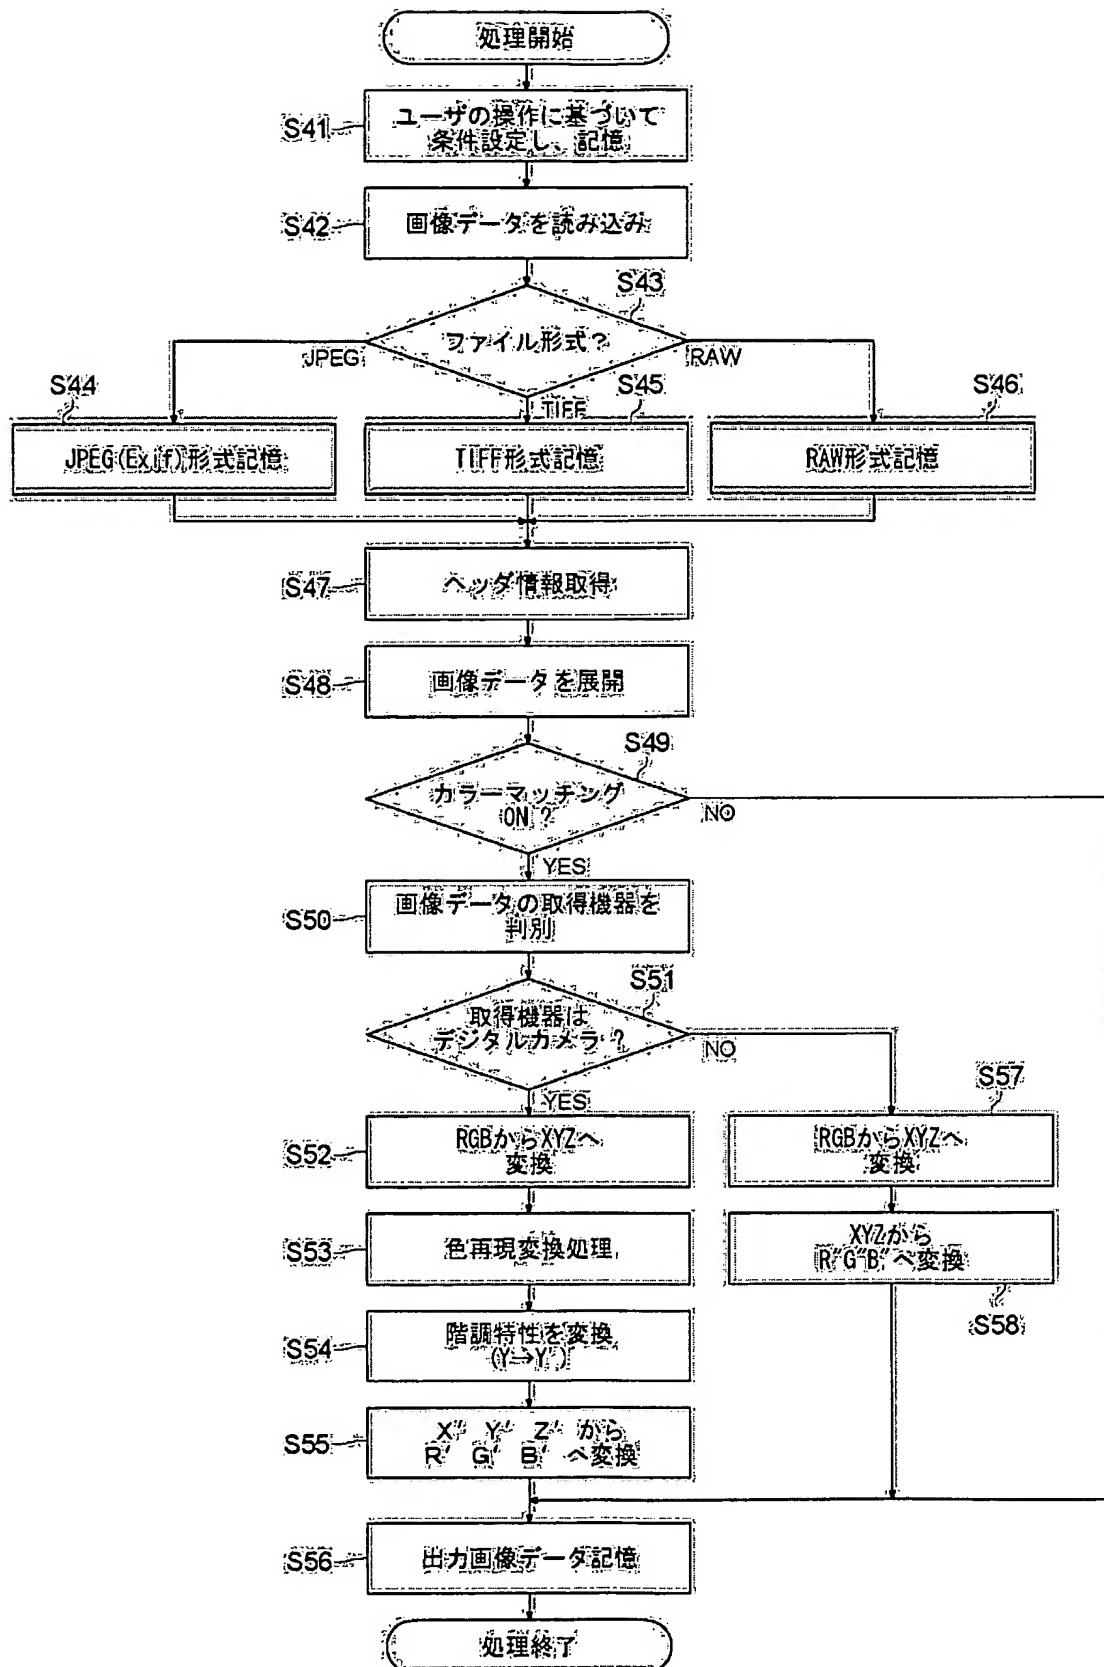 処理開始
S41
ユーザの操作に基づいて
条件設定し、記憶
S42
画像データを読み込み
S43
ファイル形式?
JPEG
TIFF
RAW
S44
JPEG(Exif)形式記憶
S45
TIFF形式記憶
S46
RAW形式記憶
S47
ヘッダ情報取得
S48
画像データを展開
S49
カラーマッチング
ON?
NO
YES
S50
画像データの取得機器を
判別
S51
取得機器は
デジタルカメラ?
NO
YES
S52
RGBからXYZへ
変換
S57
RGBからXYZへ
変換
S53
色再現変換処理
XYZから
R"G"B"へ変換
S58
S54
階調特性を変換
(Y→Y')
S55
X' Y' Z' から
R' G' B' へ変換
S56
出力画像データ記憶
処理終了